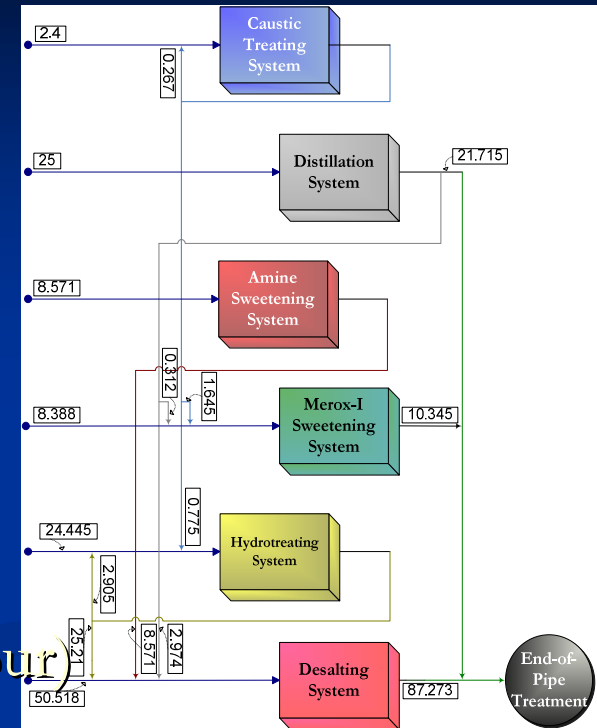 2.4
Caustic
Treating
System
0.267
25
Distillation
System
21.715
8.571
Amine
Sweetening
System
0.312
1.645
8.388
Merox-I
Sweetening
System
10.345
0.775
24.445
Hydrotreating
System
2.905
25.21
8.571
2.974
our)
50.518
Desalting
System
87.273
End-of-
Pipe
Treatment